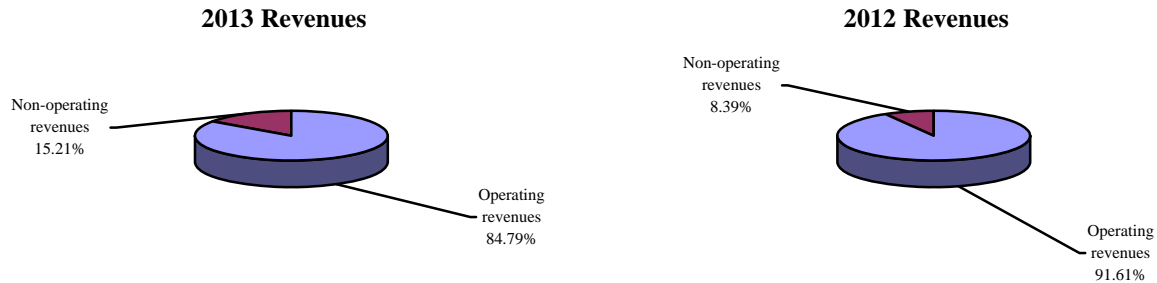 2013 Revenues
Non-operating
revenues
15.21%
Operating
revenues
84.79%
2012 Revenues
Non-operating
revenues
8.39%
Operating
revenues
91.61%